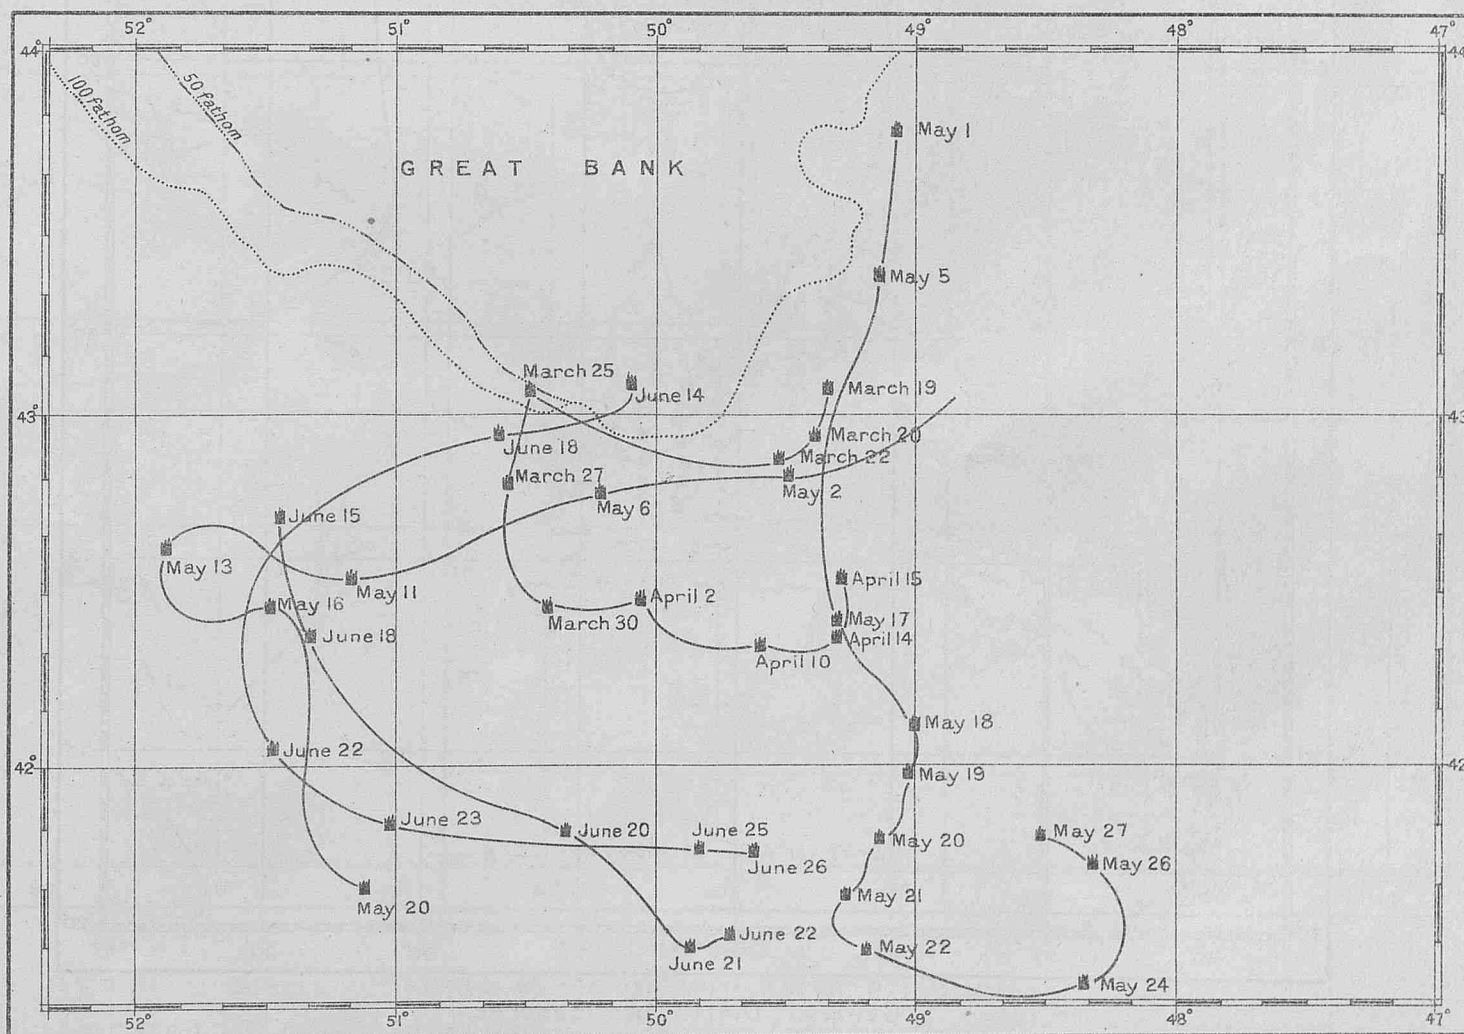 52° 51° 50° 49° 48° 47°
44° 44
100 fathom
50 fathom
May 1
GREAT BANK
May 5
March 25
June 14
March 19
43° 43
March 20
June 18
March 22
March 27
May 2
May 6
June 15
May 13
May 11
April 15
May 16
April 2
March 30
May 17
June 18
April 14
April 10
May 18
June 22
42° 42
May 19
June 23
June 20
June 25
May 20
May 27
June 26
May 26
May 20
May 21
June 22
May 22
June 21
May 24
52° 51° 50° 49° 48° 47°